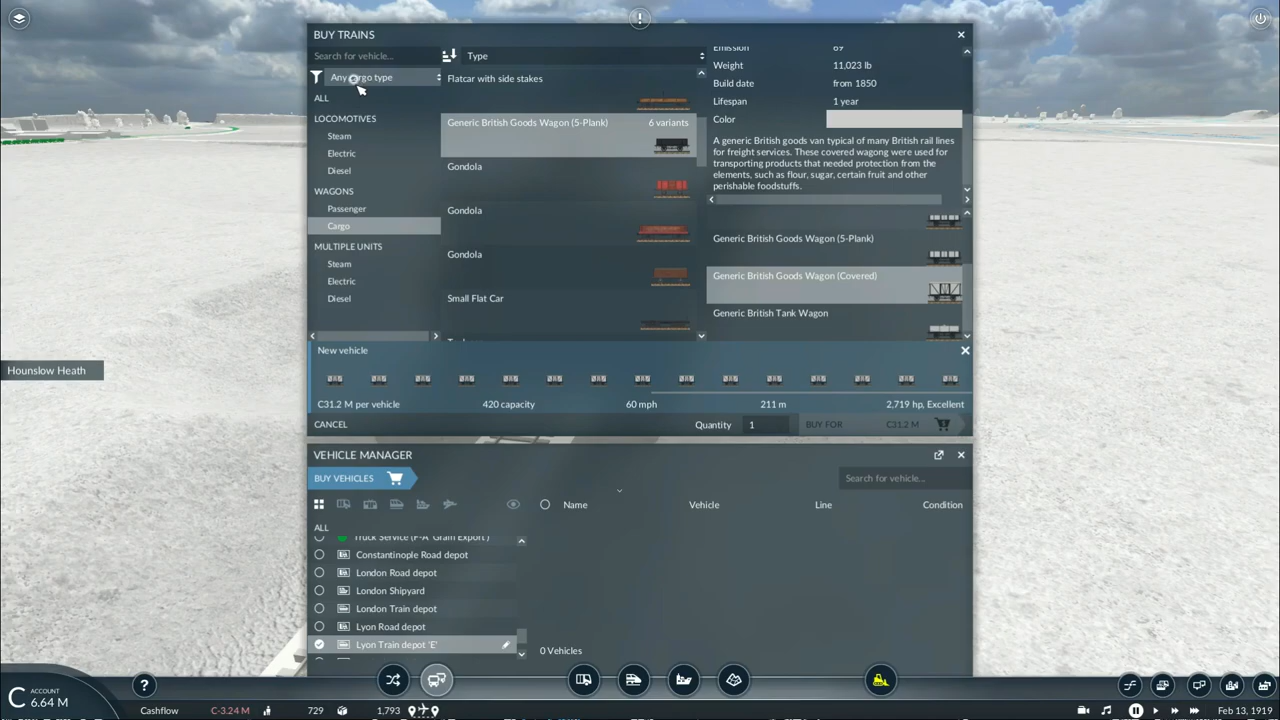 BUY TRAINS
Search for vehicle...
Type
Any cargo type
ALL
LOCOMOTIVES
Steam
Electric
Diesel
WAGONS
Passenger
Cargo
MULTIPLE UNITS
Steam
Electric
Diesel
Flatcar with side stakes
Generic British Goods Wagon (5-Plank)
6 variants
Gondola
Gondola
Gondola
Small Flat Car
Emission 69
Weight 11,023 lb
Build date from 1850
Lifespan 1 year
Color
A generic British goods van typical of many British rail lines
for freight services. These covered wagong were used for
transporting products that needed protection from the
elements, such as flour, sugar, certain fruit and other
perishable foodstuffs.
Generic British Goods Wagon (5-Plank)
Generic British Goods Wagon (Covered)
Generic British Tank Wagon
New vehicle
C31.2 M per vehicle
420 capacity
60 mph
211 m
2,719 hp, Excellent
CANCEL
Quantity 1
BUY FOR C31.2 M
Hounslow Heath
VEHICLE MANAGER
BUY VEHICLES
Search for vehicle...
Name
Vehicle
Line
Condition
ALL
Truck Service (F-A 'Grain Export')
Constantinople Road depot
London Road depot
London Shipyard
London Train depot
Lyon Road depot
Lyon Train depot 'E'
0 Vehicles
C ACCOUNT
6.64 M
?
Cashflow C-3.24 M
729
1,793
Feb 13, 1919